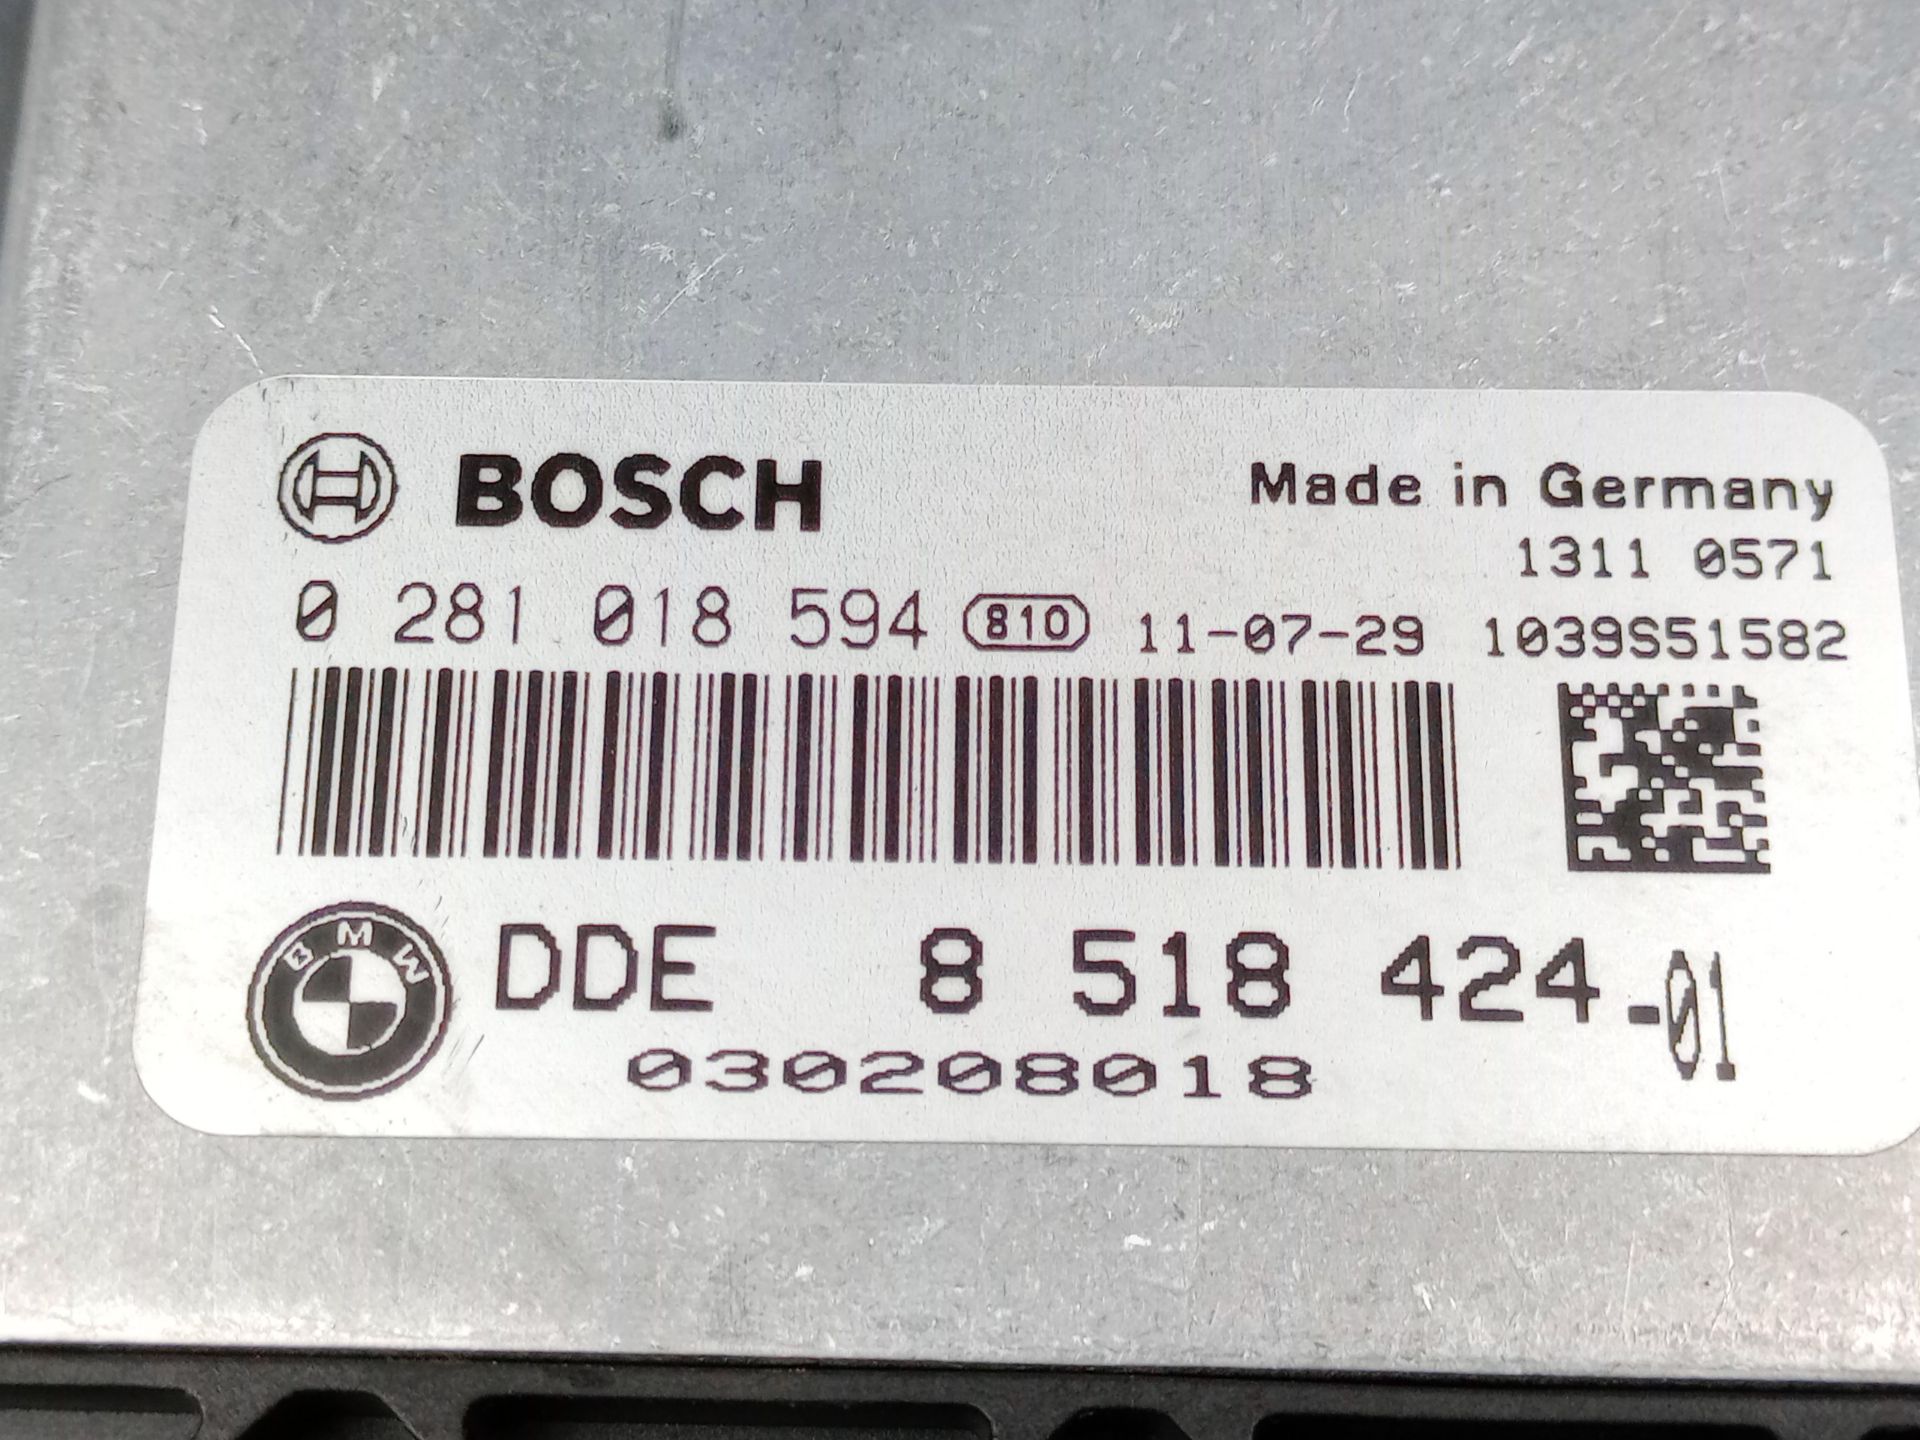 BOSCH
Made in Germany
1311 0571
0 281 018 594 810 11-07-29 1039S51582
BMW DDE 8 518 424-01
030208018